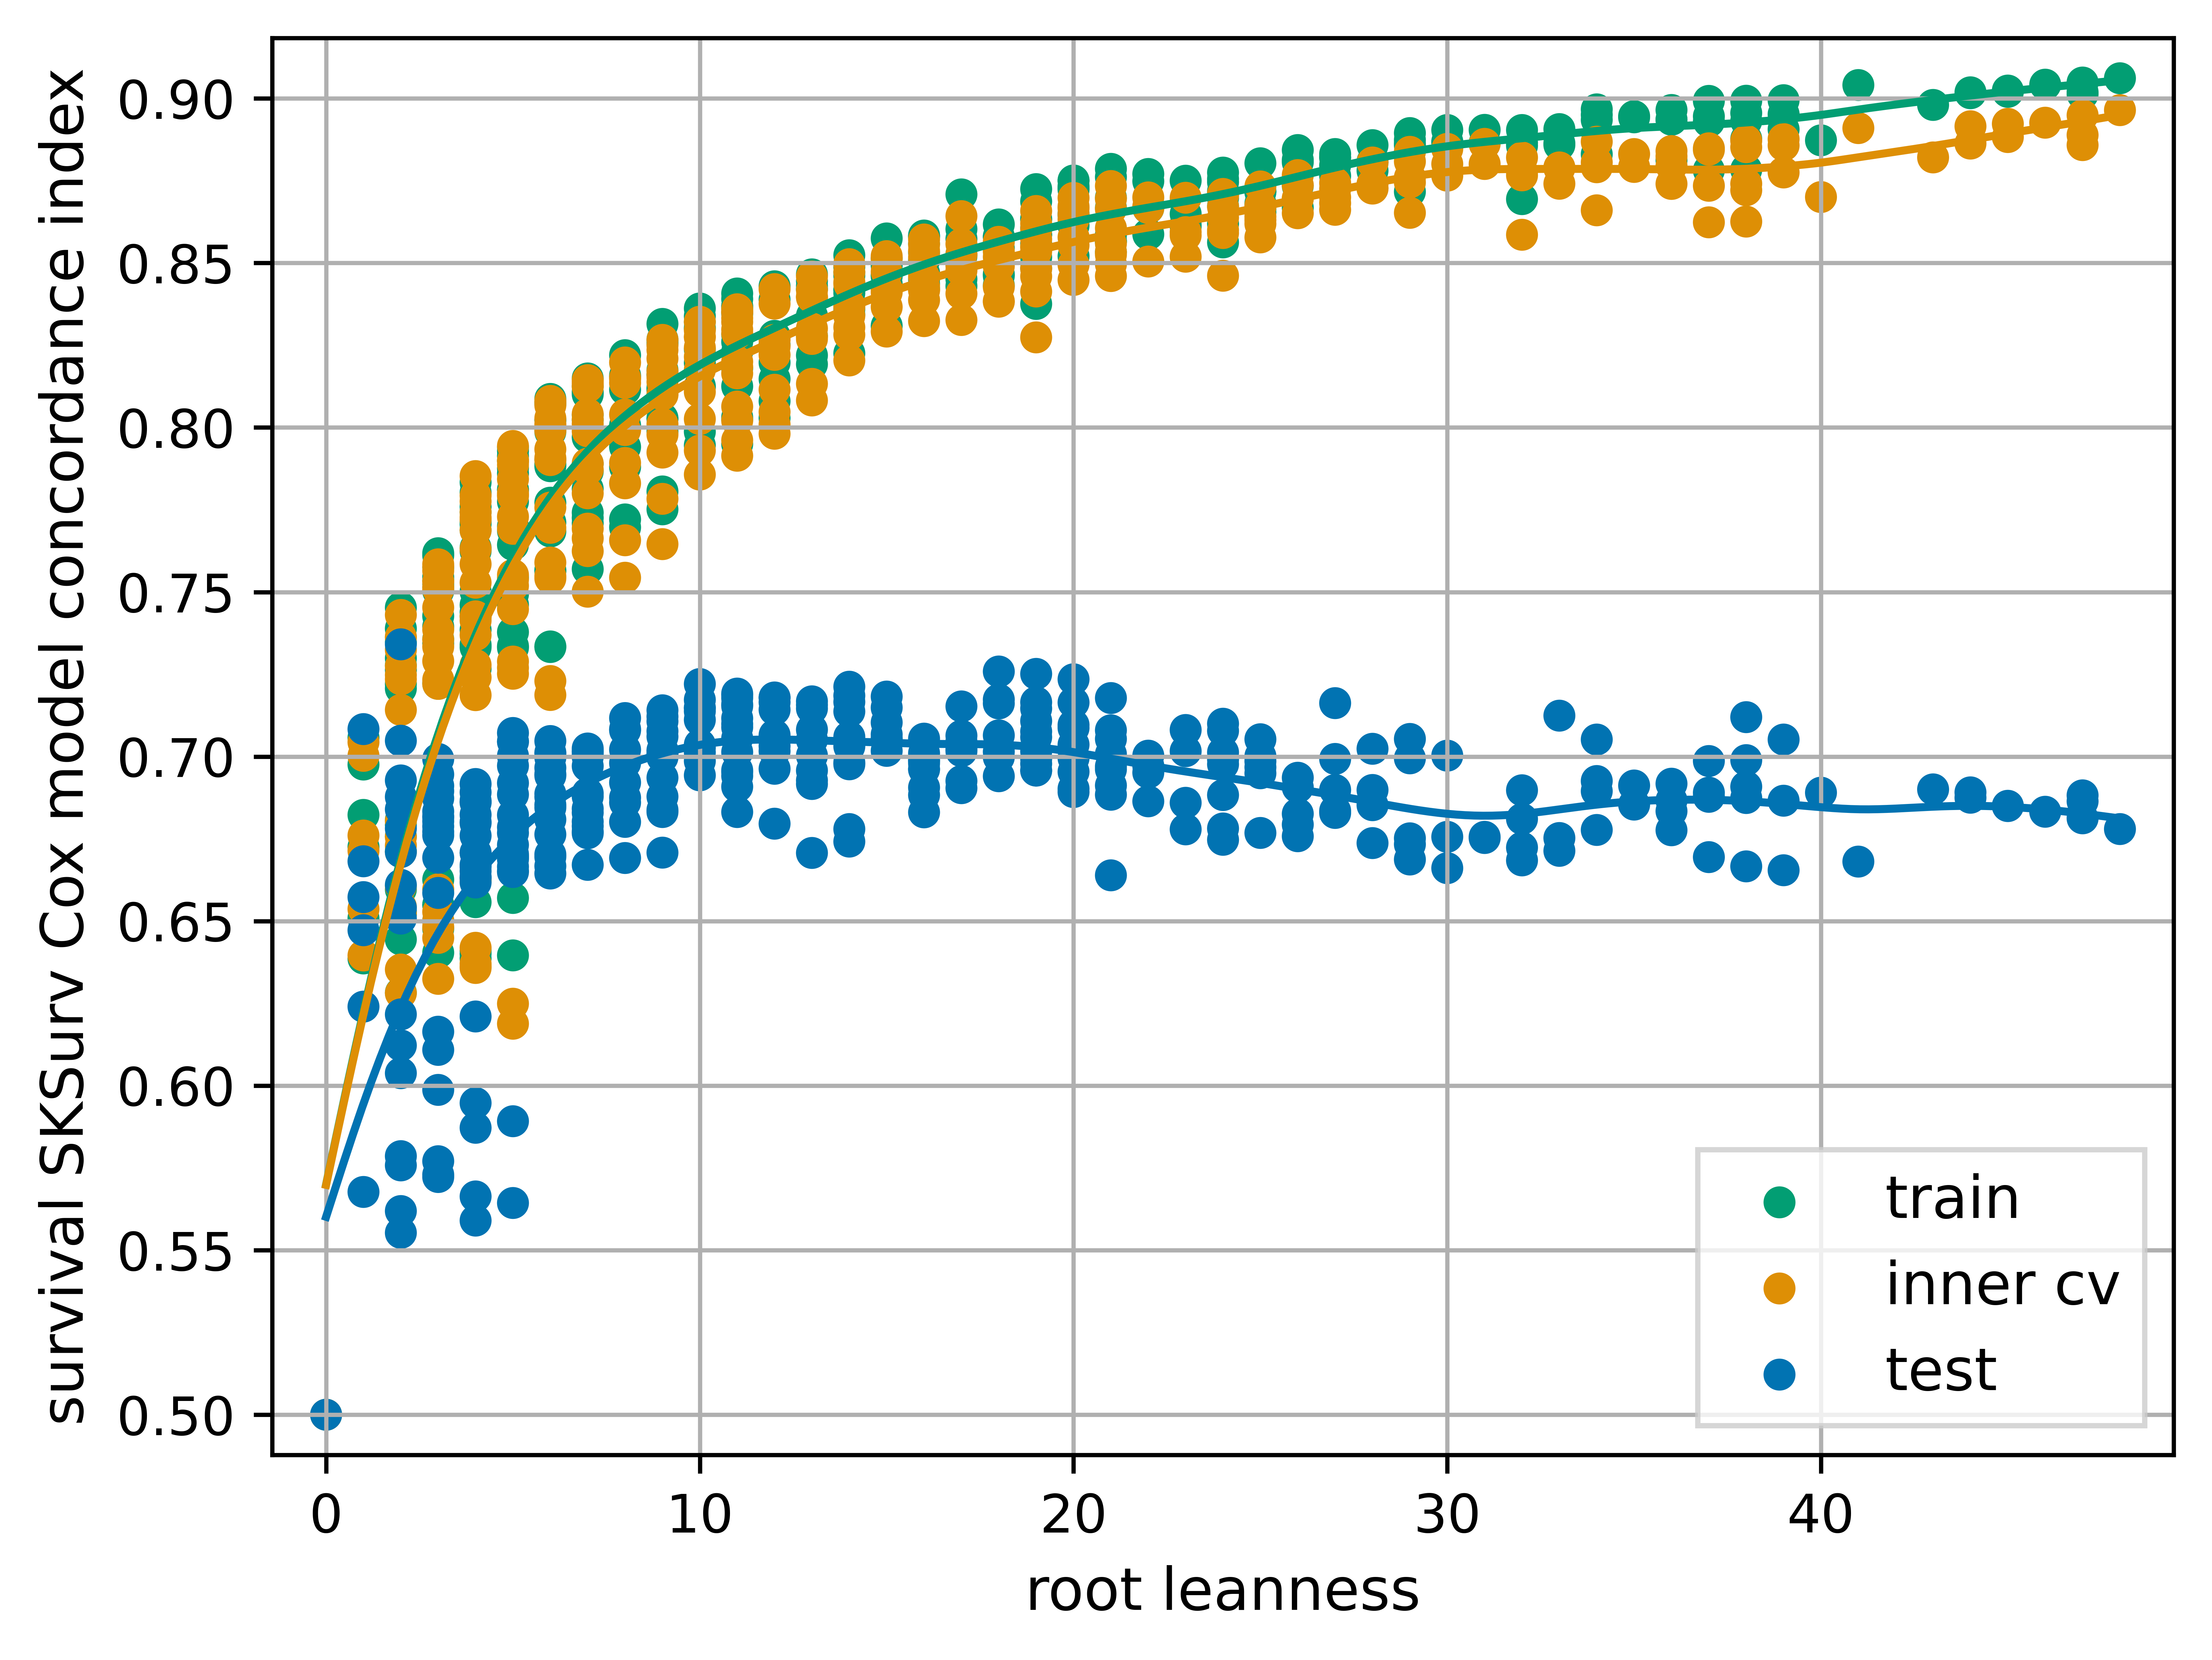 survival SKSurv Cox model concordance index
0.90
0.85
0.80
0.75
0.70
0.65
0.60
0.55
0.50
0 10 20 30 40
root leanness
train
inner cv
test